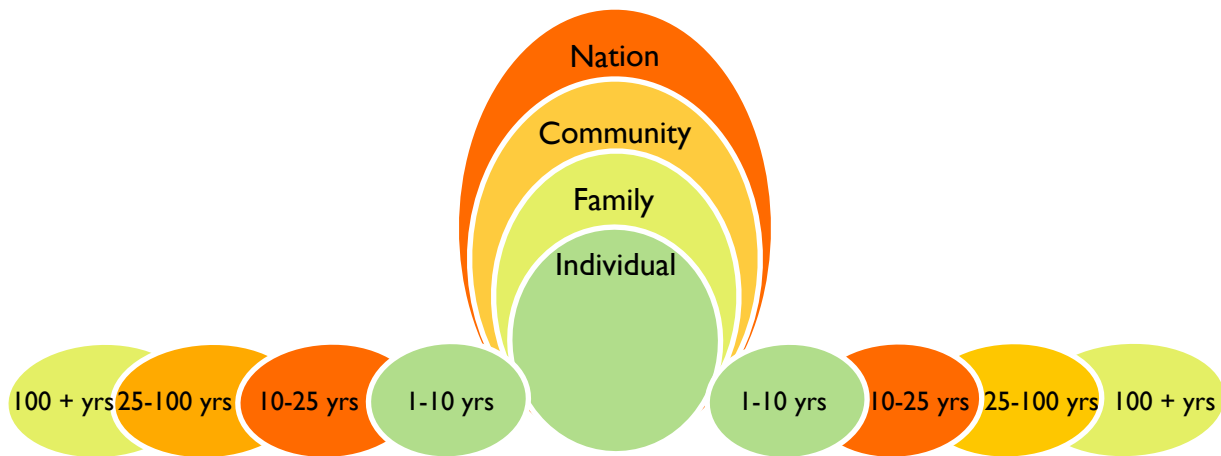 Nation
Community
Family
Individual
100 + yrs 25-100 yrs 10-25 yrs 1-10 yrs 1-10 yrs 10-25 yrs 25-100 yrs 100 + yrs